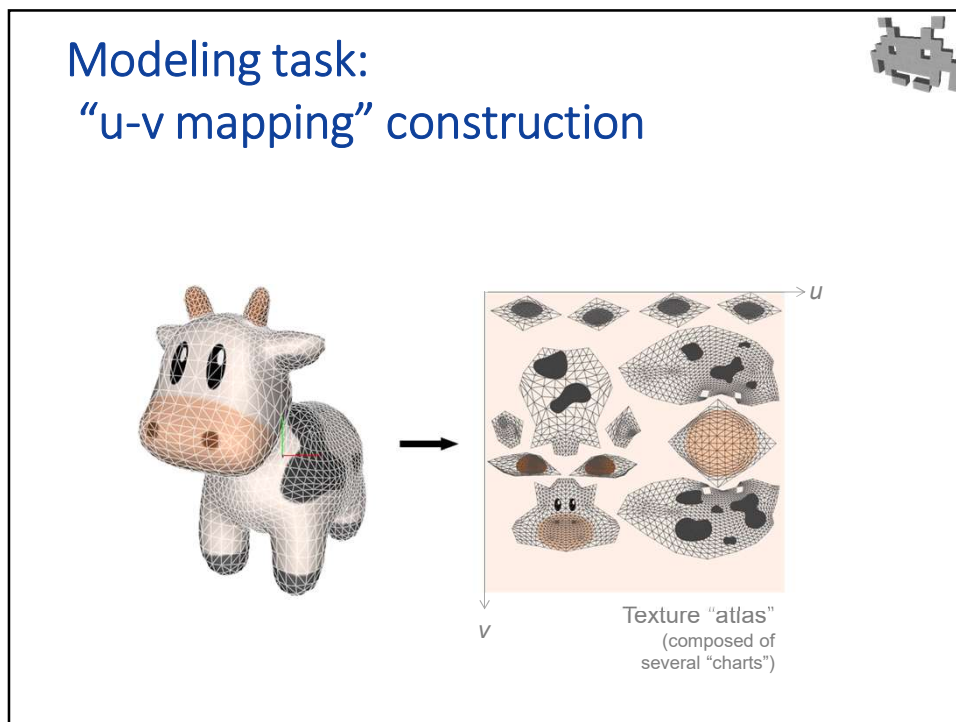 Modeling task:
“u-v mapping” construction
u
v
Texture “atlas”
(composed of
several “charts”)